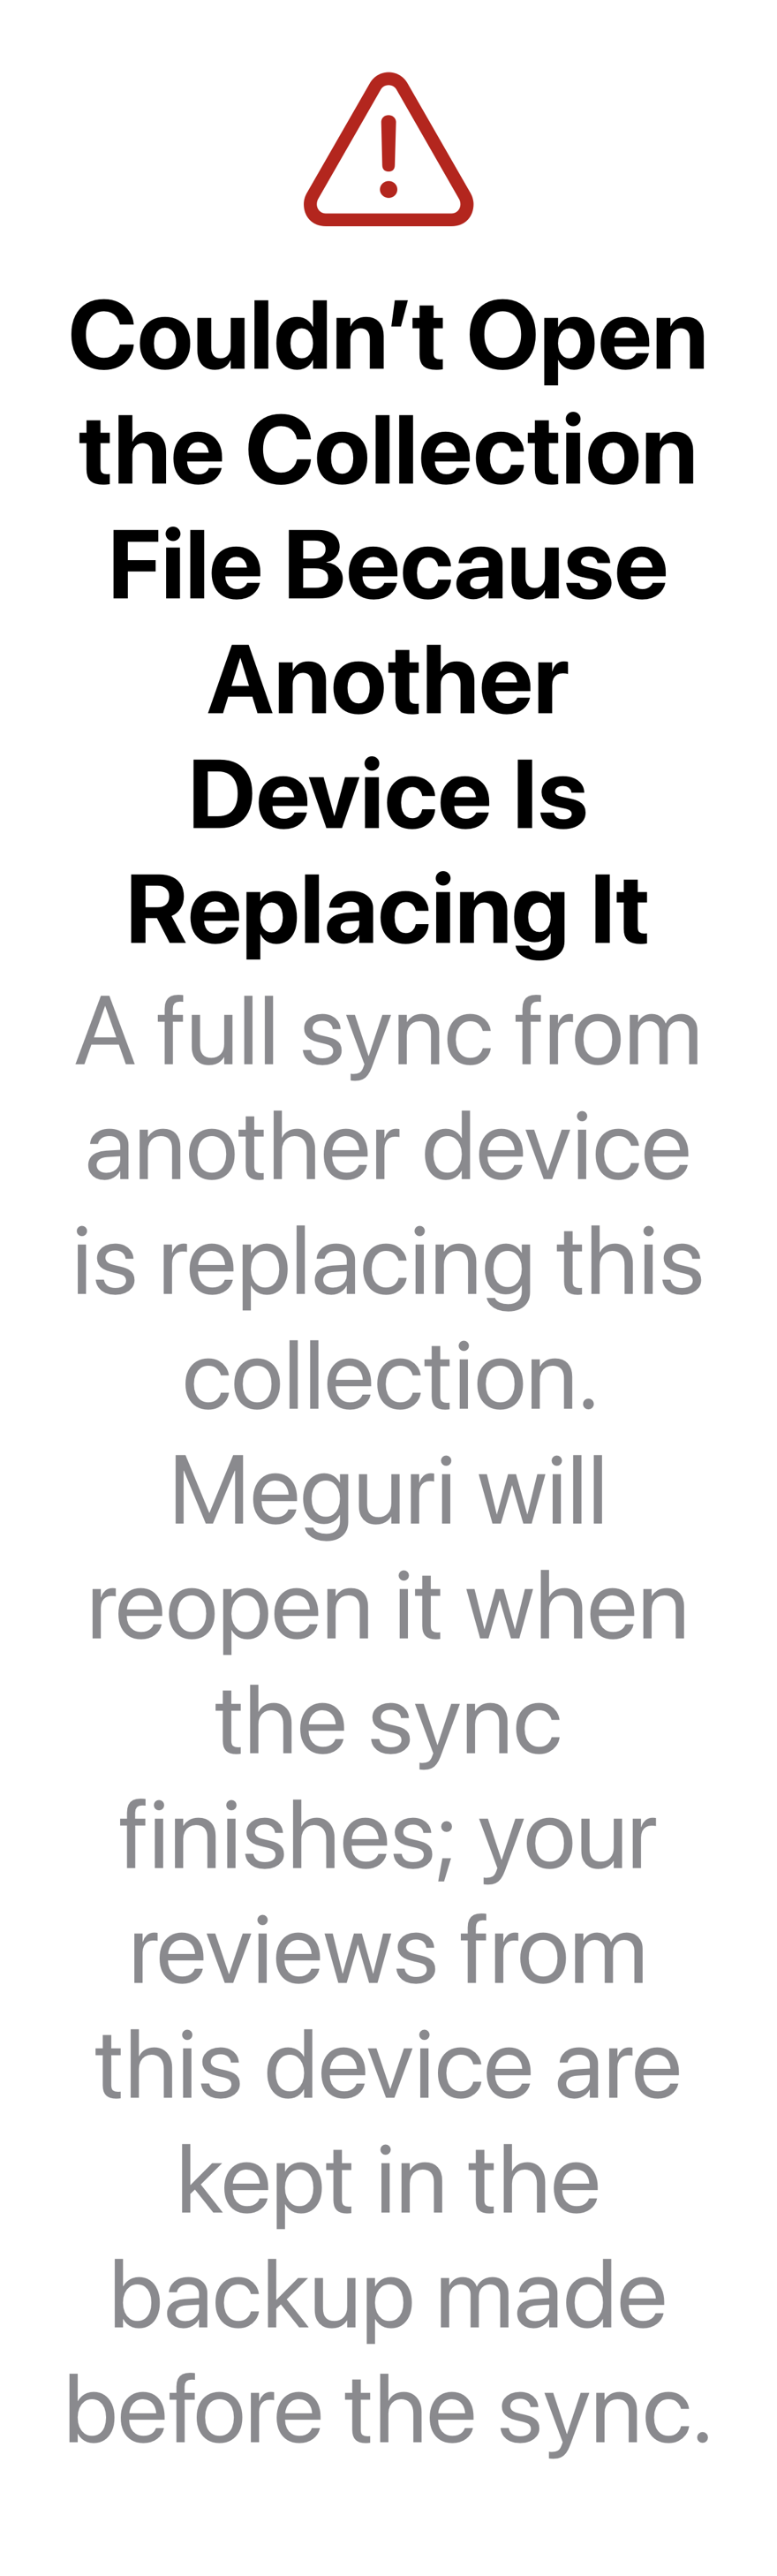 Couldn’t Open
the Collection
File Because
Another
Device Is
Replacing It
A full sync from
another device
is replacing this
collection.
Meguri will
reopen it when
the sync
finishes; your
reviews from
this device are
kept in the
backup made
before the sync.